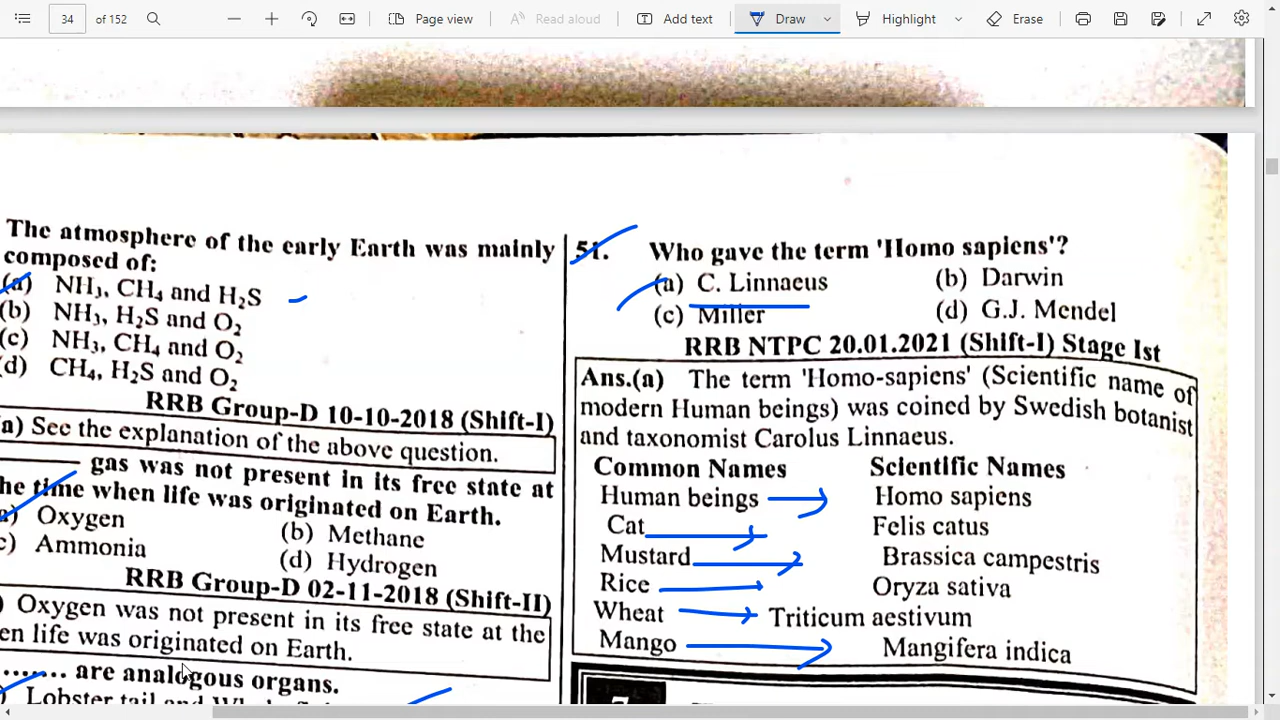 34 of 152 Page view Read aloud Add text Draw Highlight Erase
The atmosphere of the early Earth was mainly
composed of:
(a) NH₃, CH₄ and H₂S
(b) NH₃, H₂S and O₂
(c) NH₃, CH₄ and O₂
(d) CH₄, H₂S and O₂
RRB Group-D 10-10-2018 (Shift-I)
a) See the explanation of the above question.
________ gas was not present in its free state at
he time when life was originated on Earth.
a) Oxygen (b) Methane
c) Ammonia (d) Hydrogen
RRB Group-D 02-11-2018 (Shift-II)
) Oxygen was not present in its free state at the
en life was originated on Earth.
........ are analogous organs.
) Lobster tail and
51. Who gave the term 'Homo sapiens'?
(a) C. Linnaeus (b) Darwin
(c) Miller (d) G.J. Mendel
RRB NTPC 20.01.2021 (Shift-I) Stage Ist
Ans.(a) The term 'Homo-sapiens' (Scientific name of
modern Human beings) was coined by Swedish botanist
and taxonomist Carolus Linnaeus.
Common Names Scientific Names
Human beings Homo sapiens
Cat Felis catus
Mustard Brassica campestris
Rice Oryza sativa
Wheat Triticum aestivum
Mango Mangifera indica